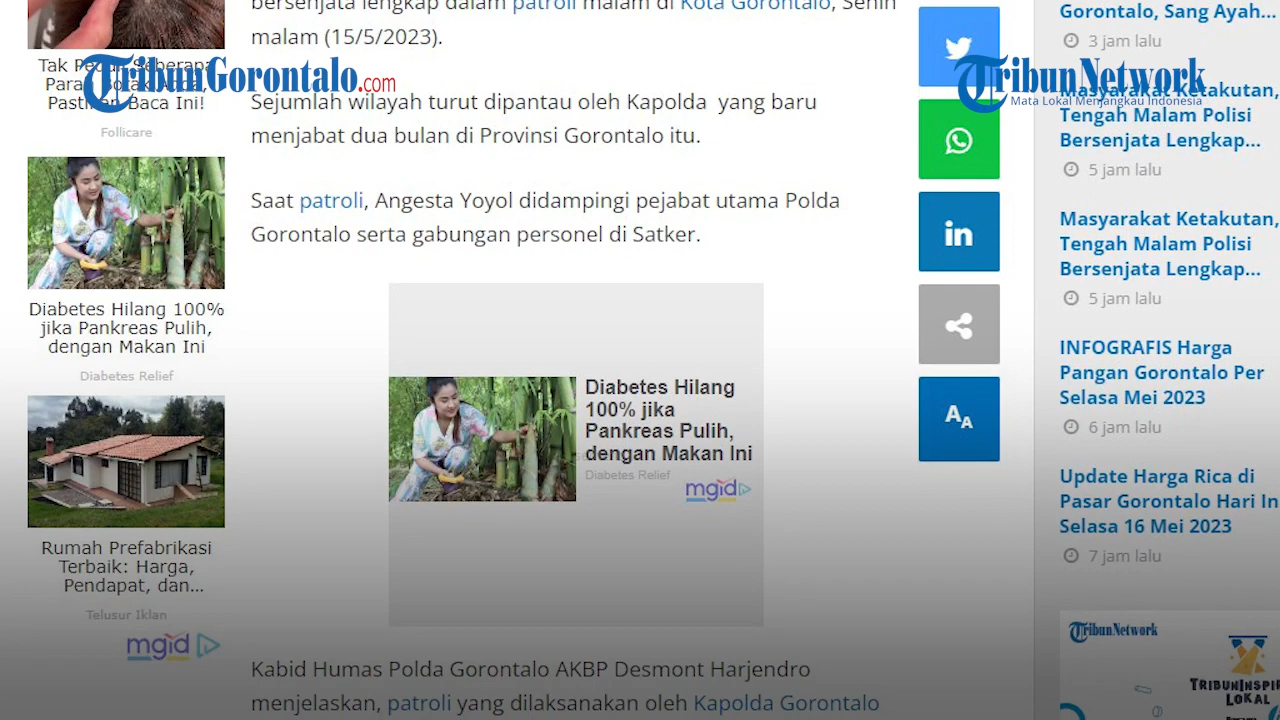 bersenjata lengkap dalam patroli malam di Kota Gorontalo, Senin
malam (15/5/2023).
Sejumlah wilayah turut dipantau oleh Kapolda yang baru
menjabat dua bulan di Provinsi Gorontalo itu.
Saat patroli, Angesta Yoyol didampingi pejabat utama Polda
Gorontalo serta gabungan personel di Satker.
Diabetes Hilang
100% jika
Pankreas Pulih,
dengan Makan Ini
Diabetes Relief
mgid
Kabid Humas Polda Gorontalo AKBP Desmont Harjendro
menjelaskan, patroli yang dilaksanakan oleh Kapolda Gorontalo
TribunGorontalo.com
Baca Ini!
Follicare
Diabetes Hilang 100%
jika Pankreas Pulih,
dengan Makan Ini
Diabetes Relief
Rumah Prefabrikasi
Terbaik: Harga,
Pendapat, dan...
Telusur Iklan
mgid
TribunNetwork
Mata Lokal Menjangkau Indonesia
AA
Gorontalo, Sang Ayah...
3 jam lalu
Masyarakat Ketakutan,
Tengah Malam Polisi
Bersenjata Lengkap...
5 jam lalu
Masyarakat Ketakutan,
Tengah Malam Polisi
Bersenjata Lengkap...
5 jam lalu
INFOGRAFIS Harga
Pangan Gorontalo Per
Selasa Mei 2023
6 jam lalu
Update Harga Rica di
Pasar Gorontalo Hari In
Selasa 16 Mei 2023
7 jam lalu
TribunNetwork
TRIBUNINSPIR
LOKAL